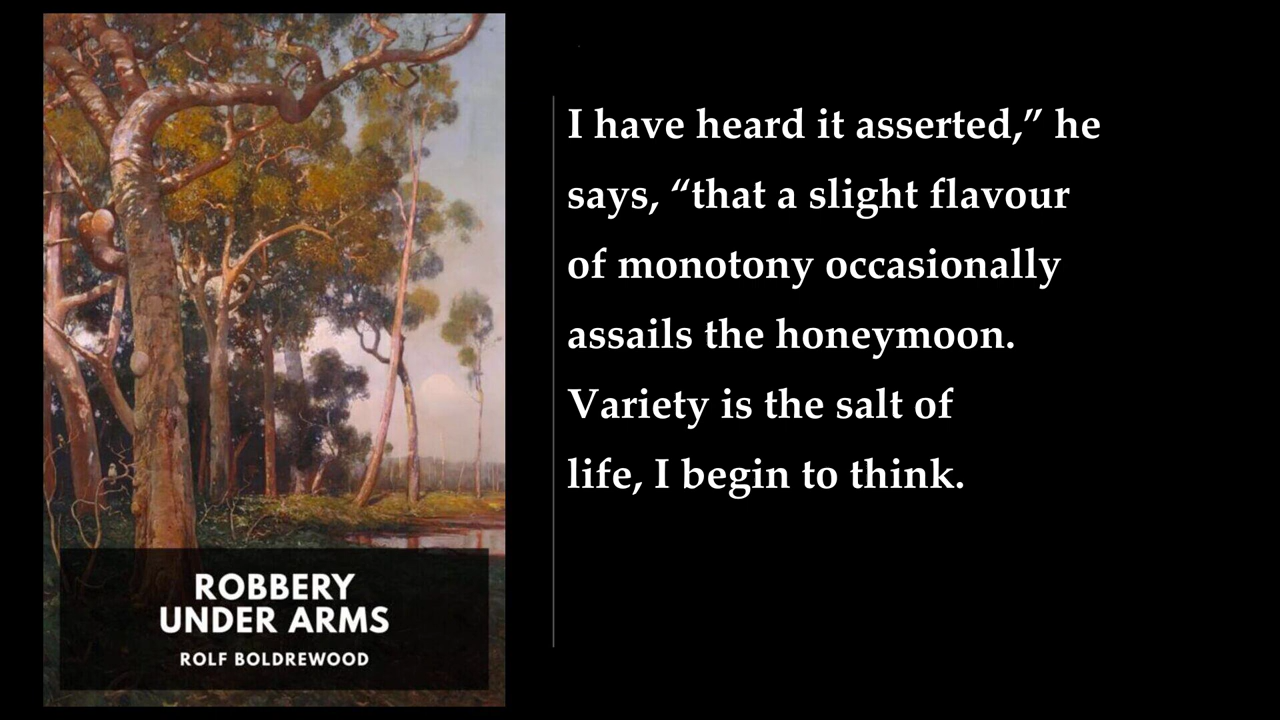 ROBBERY
UNDER ARMS
ROLF BOLDREWOOD
I have heard it asserted,” he
says, “that a slight flavour
of monotony occasionally
assails the honeymoon.
Variety is the salt of
life, I begin to think.